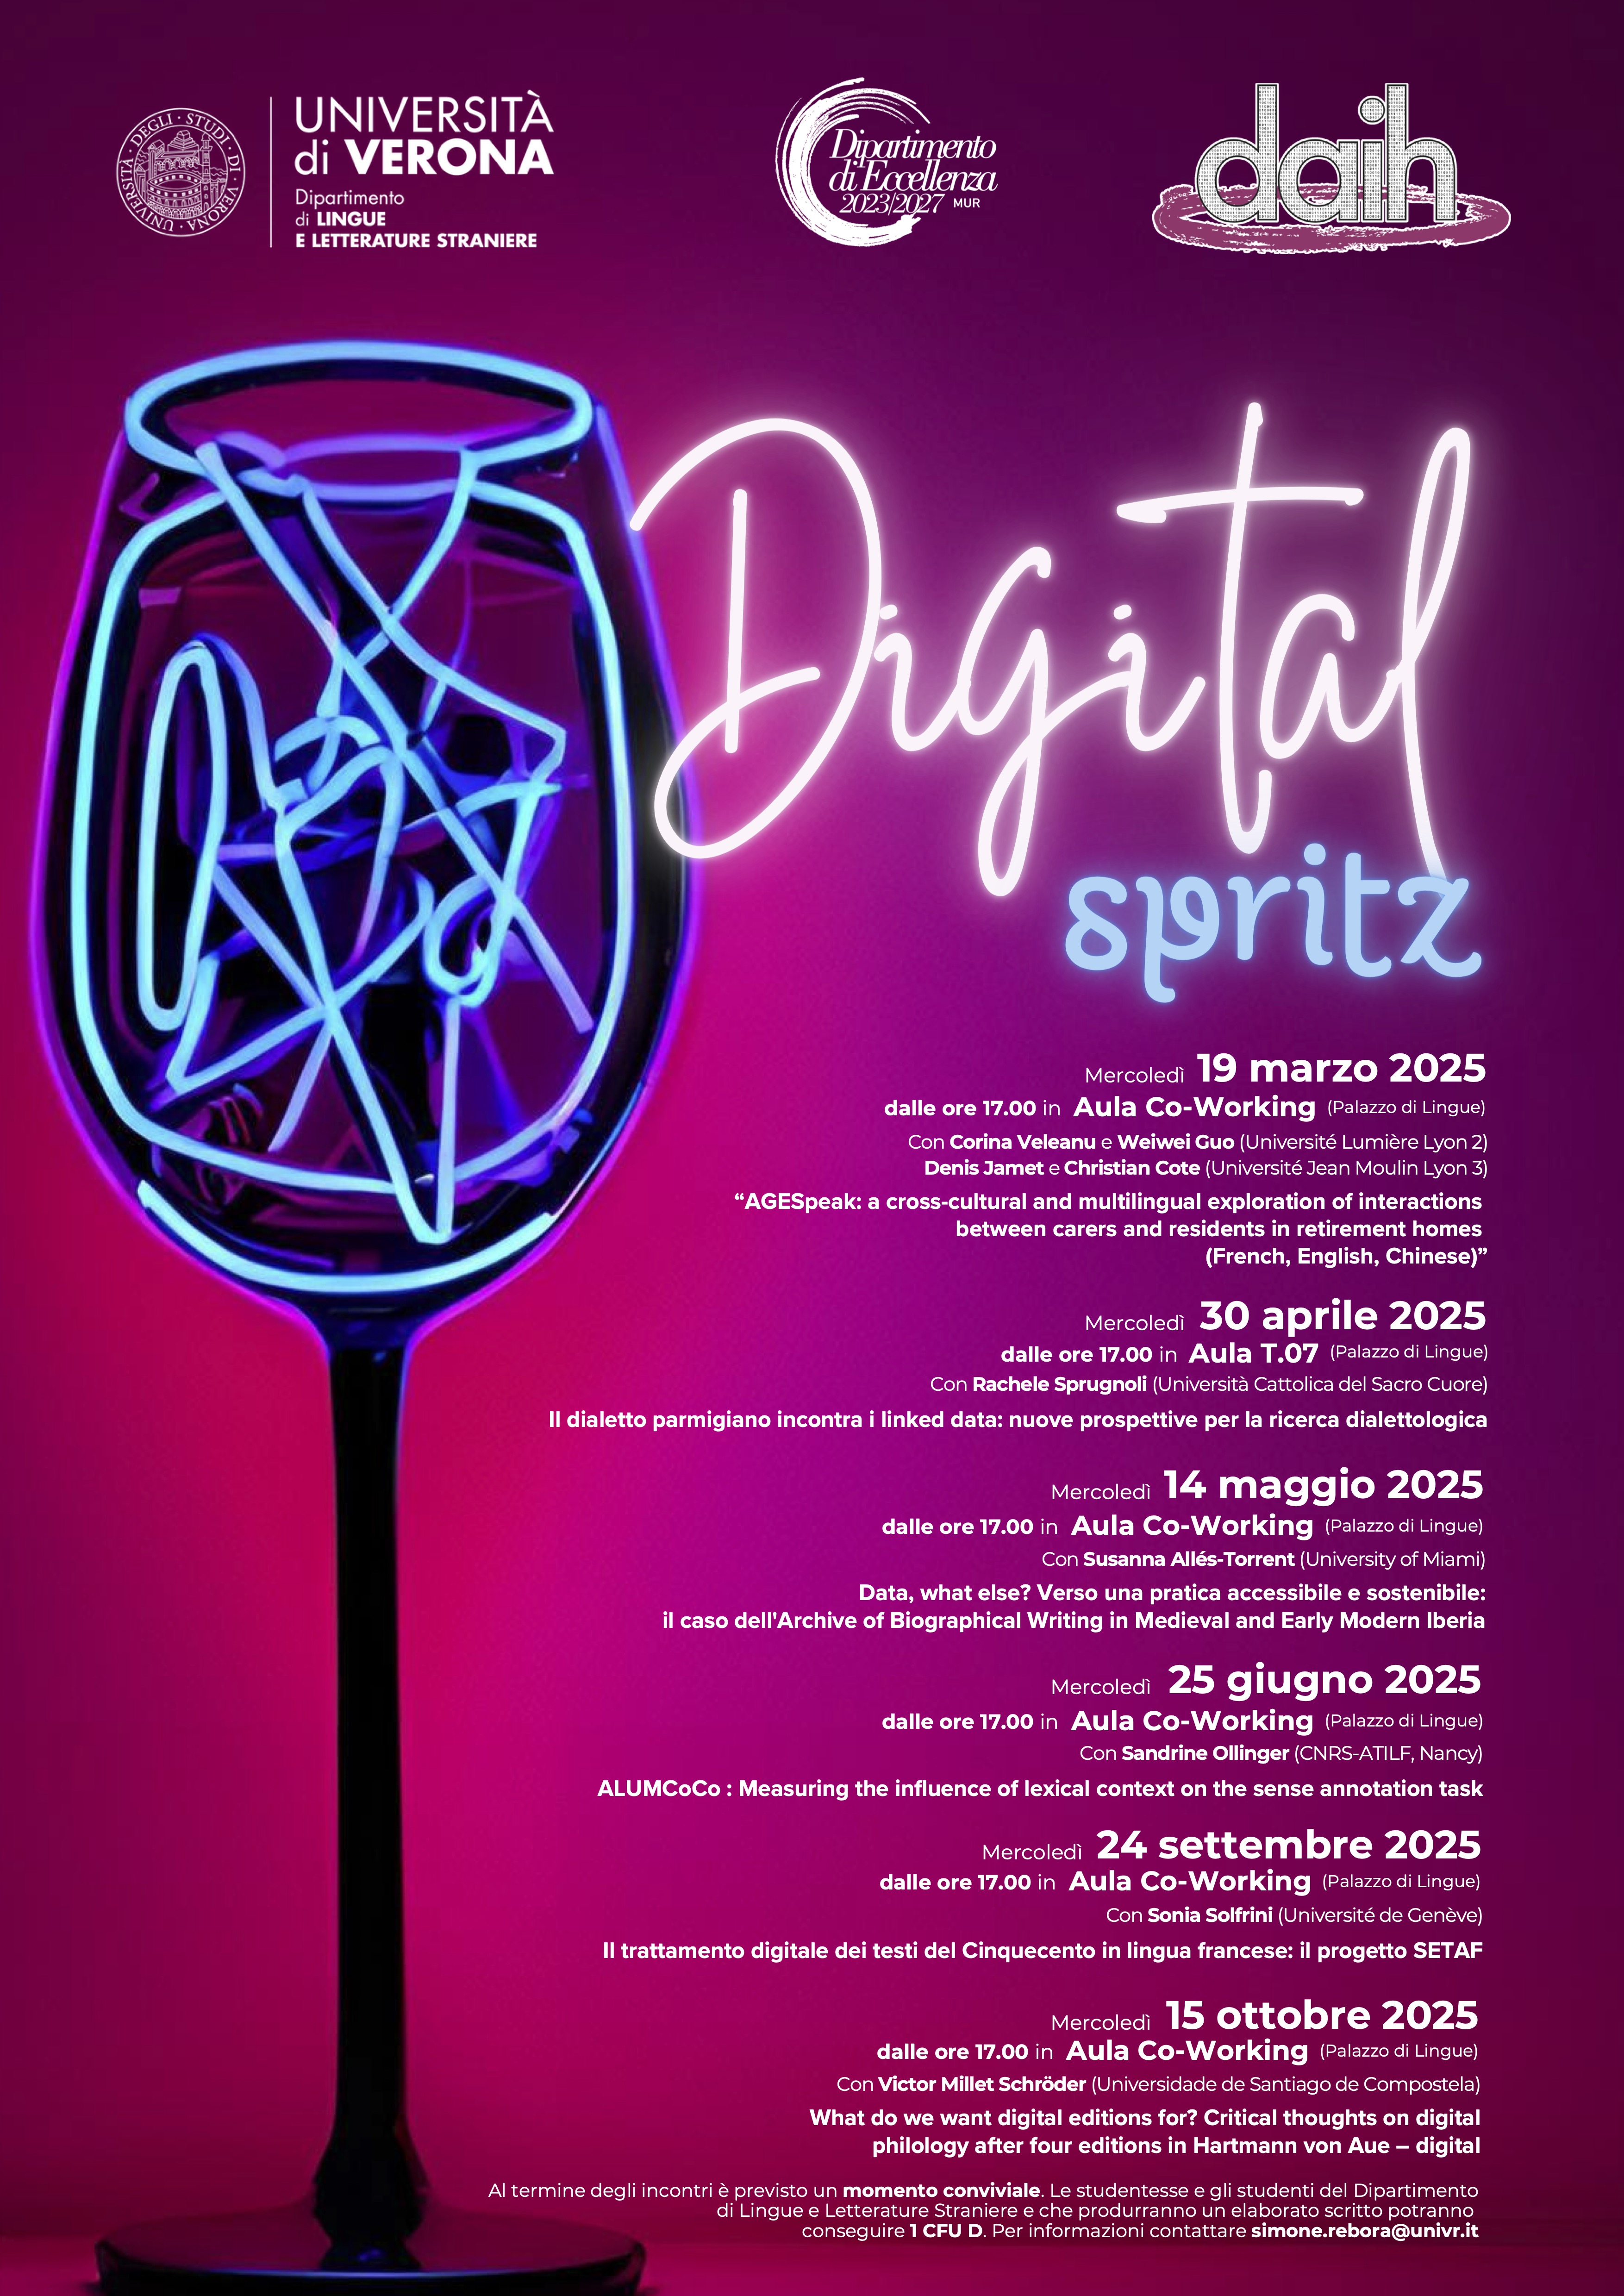 UNIVERSITÀ · DEGLI · STUDI · DI · VERONA ·
UNIVERSITÀ
di VERONA
Dipartimento
di LINGUE
E LETTERATURE STRANIERE
Dipartimento
di Eccellenza
2023/2027 MUR
daih
Digital
spritz
Mercoledì 19 marzo 2025
dalle ore 17.00 in Aula Co-Working (Palazzo di Lingue)
Con Corina Veleanu e Weiwei Guo (Université Lumière Lyon 2)
Denis Jamet e Christian Cote (Université Jean Moulin Lyon 3)
“AGESpeak: a cross-cultural and multilingual exploration of interactions
between carers and residents in retirement homes
(French, English, Chinese)”
Mercoledì 30 aprile 2025
dalle ore 17.00 in Aula T.07 (Palazzo di Lingue)
Con Rachele Sprugnoli (Università Cattolica del Sacro Cuore)
Il dialetto parmigiano incontra i linked data: nuove prospettive per la ricerca dialettologica
Mercoledì 14 maggio 2025
dalle ore 17.00 in Aula Co-Working (Palazzo di Lingue)
Con Susanna Allés-Torrent (University of Miami)
Data, what else? Verso una pratica accessibile e sostenibile:
il caso dell'Archive of Biographical Writing in Medieval and Early Modern Iberia
Mercoledì 25 giugno 2025
dalle ore 17.00 in Aula Co-Working (Palazzo di Lingue)
Con Sandrine Ollinger (CNRS-ATILF, Nancy)
ALUMCoCo : Measuring the influence of lexical context on the sense annotation task
Mercoledì 24 settembre 2025
dalle ore 17.00 in Aula Co-Working (Palazzo di Lingue)
Con Sonia Solfrini (Université de Genève)
Il trattamento digitale dei testi del Cinquecento in lingua francese: il progetto SETAF
Mercoledì 15 ottobre 2025
dalle ore 17.00 in Aula Co-Working (Palazzo di Lingue)
Con Victor Millet Schröder (Universidade de Santiago de Compostela)
What do we want digital editions for? Critical thoughts on digital
philology after four editions in Hartmann von Aue – digital
Al termine degli incontri è previsto un momento conviviale. Le studentesse e gli studenti del Dipartimento
di Lingue e Letterature Straniere e che produrranno un elaborato scritto potranno
conseguire 1 CFU D. Per informazioni contattare simone.rebora@univr.it